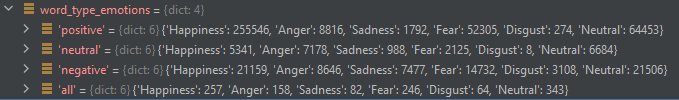 word_type_emotions = {dict: 4}
'positive' = {dict: 6} {'Happiness': 255546, 'Anger': 8816, 'Sadness': 1792, 'Fear': 52305, 'Disgust': 274, 'Neutral': 64453}
'neutral' = {dict: 6} {'Happiness': 5341, 'Anger': 7178, 'Sadness': 988, 'Fear': 2125, 'Disgust': 8, 'Neutral': 6684}
'negative' = {dict: 6} {'Happiness': 21159, 'Anger': 8646, 'Sadness': 7477, 'Fear': 14732, 'Disgust': 3108, 'Neutral': 21506}
'all' = {dict: 6} {'Happiness': 257, 'Anger': 158, 'Sadness': 82, 'Fear': 246, 'Disgust': 64, 'Neutral': 343}